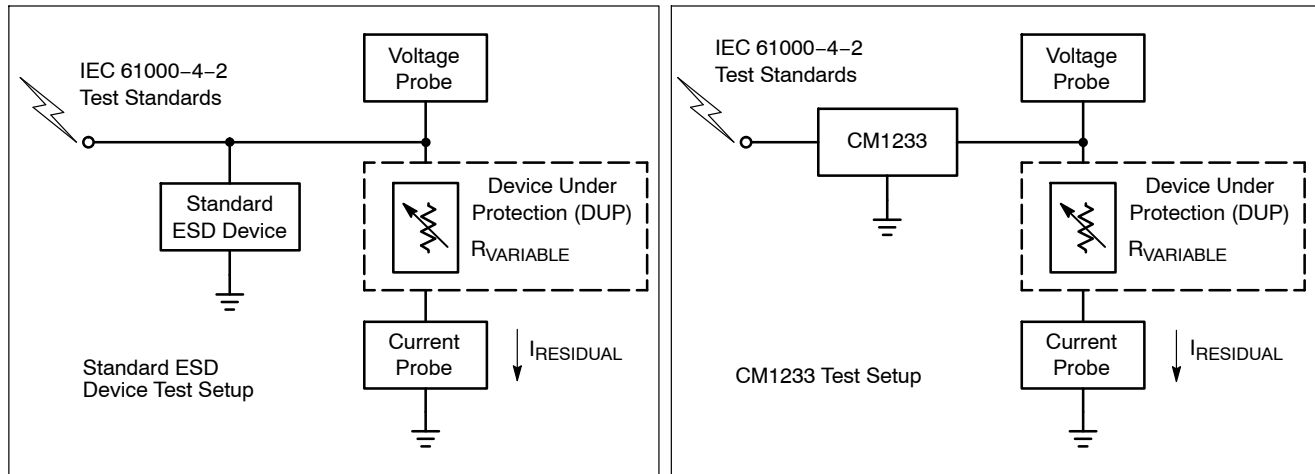 IEC 61000−4−2
Test Standards
Voltage
Probe
Standard
ESD Device
Device Under
Protection (DUP)
RVARIABLE
Current
Probe
IRESIDUAL
Standard ESD
Device Test Setup
IEC 61000−4−2
Test Standards
Voltage
Probe
CM1233
Device Under
Protection (DUP)
RVARIABLE
Current
Probe
IRESIDUAL
CM1233 Test Setup